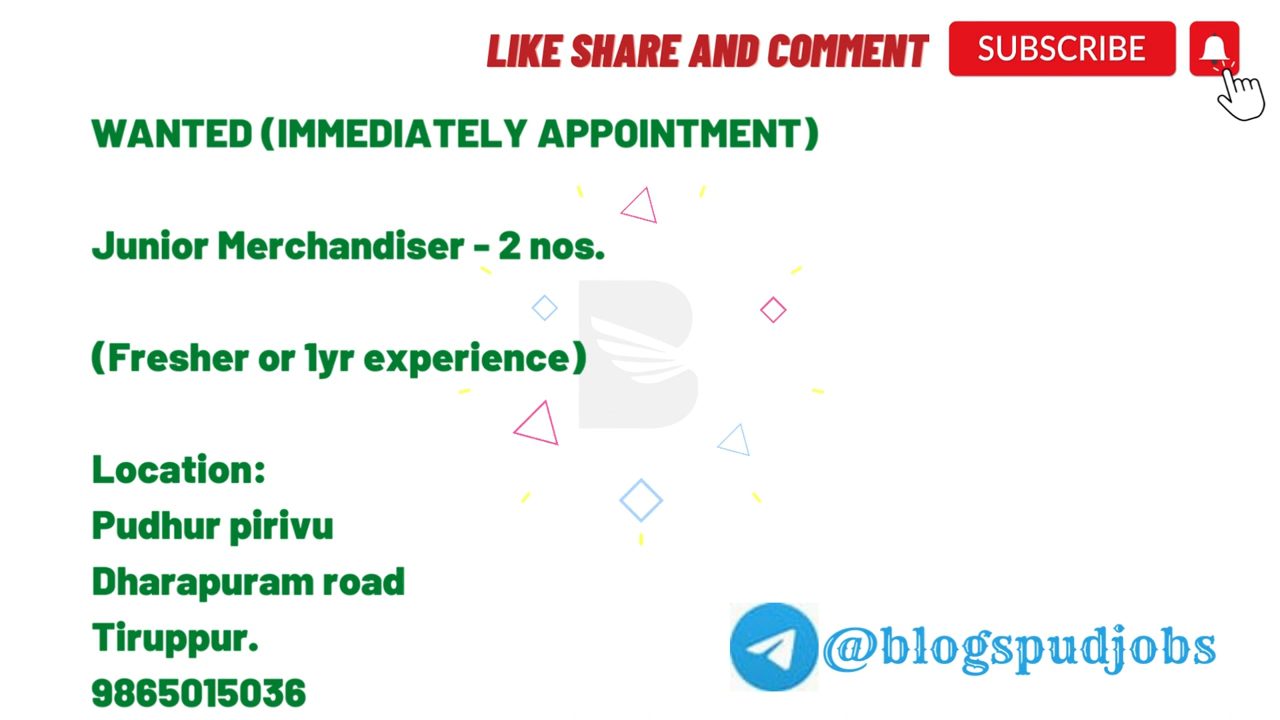 LIKE SHARE AND COMMENT
SUBSCRIBE
WANTED (IMMEDIATELY APPOINTMENT)
Junior Merchandiser - 2 nos.
(Fresher or 1yr experience)
Location:
Pudhur pirivu
Dharapuram road
Tiruppur.
9865015036
@blogspudjobs